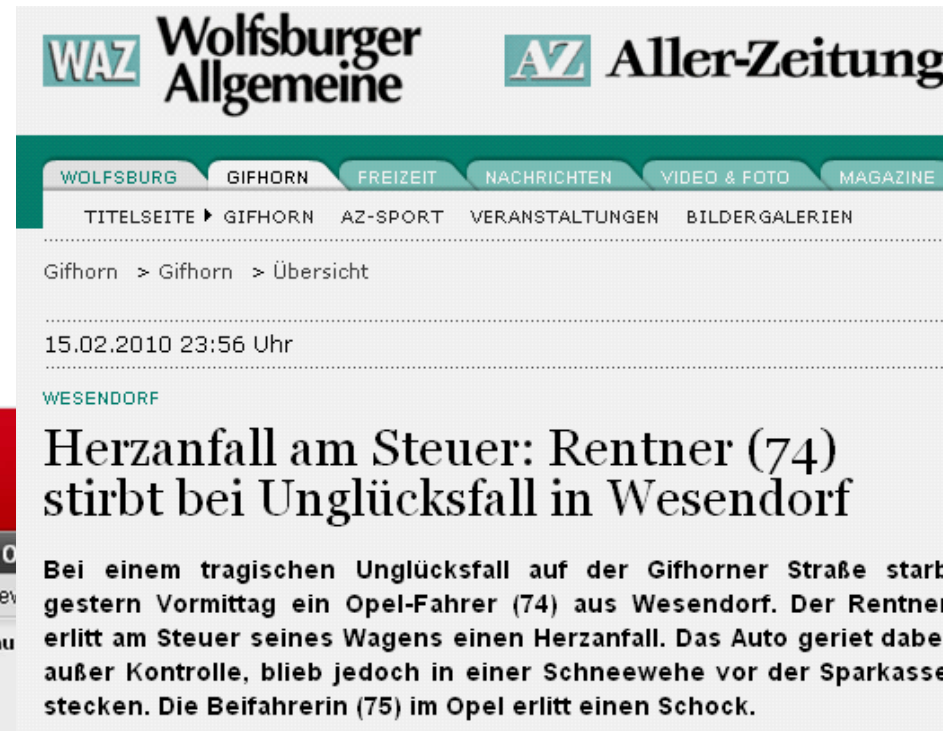 WAZ Wolfsburger Allgemeine
AZ Aller-Zeitung
WOLFSBURG GIFHORN FREIZEIT NACHRICHTEN VIDEO & FOTO MAGAZINE
TITELSEITE GIFHORN AZ-SPORT VERANSTALTUNGEN BILDERGALERIEN
Gifhorn > Gifhorn > Übersicht
15.02.2010 23:56 Uhr
WESENDORF
Herzanfall am Steuer: Rentner (74)
stirbt bei Unglücksfall in Wesendorf
Bei einem tragischen Unglücksfall auf der Gifhorner Straße starb
gestern Vormittag ein Opel-Fahrer (74) aus Wesendorf. Der Rentner
erlitt am Steuer seines Wagens einen Herzanfall. Das Auto geriet dabe
außer Kontrolle, blieb jedoch in einer Schneewehe vor der Sparkasse
stecken. Die Beifahrerin (75) im Opel erlitt einen Schock.